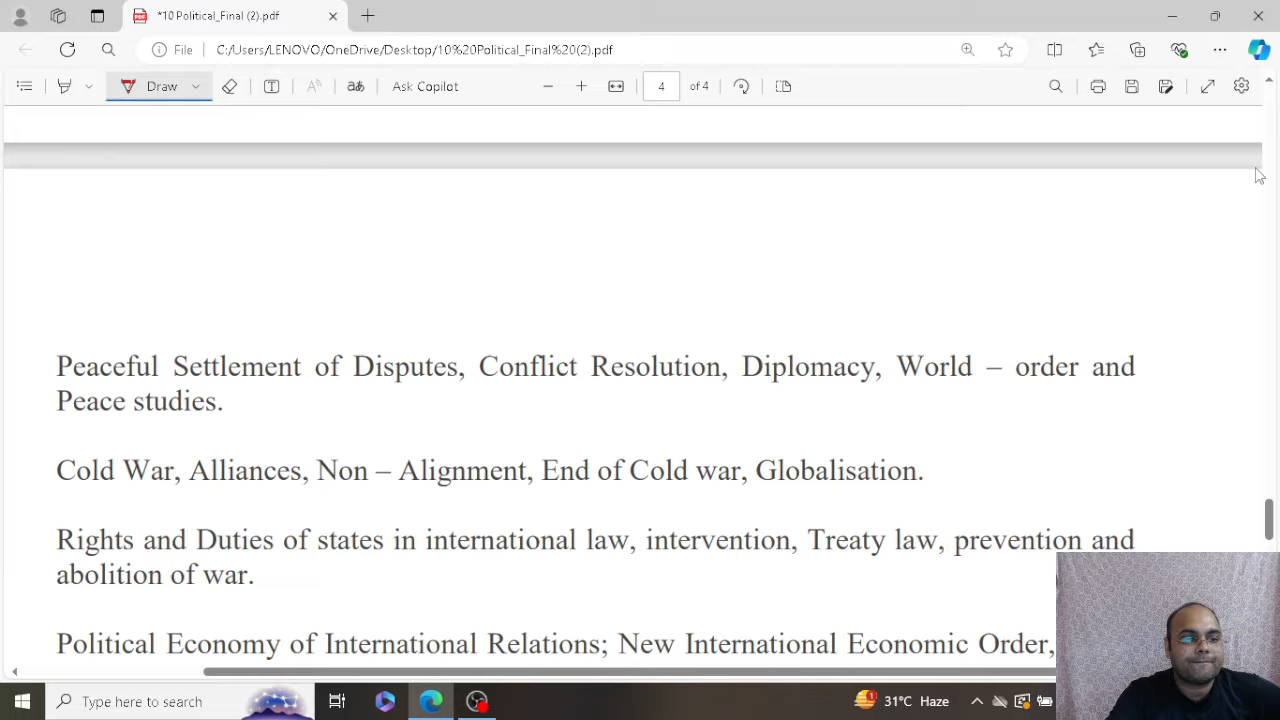 *10 Political_Final (2).pdf
File C:/Users/LENOVO/OneDrive/Desktop/10%20Political_Final%20(2).pdf
Draw Ask Copilot 4 of 4
Peaceful Settlement of Disputes, Conflict Resolution, Diplomacy, World – order and
Peace studies.
Cold War, Alliances, Non – Alignment, End of Cold war, Globalisation.
Rights and Duties of states in international law, intervention, Treaty law, prevention and
abolition of war.
Political Economy of International Relations; New International Economic Order,
Type here to search 31°C Haze